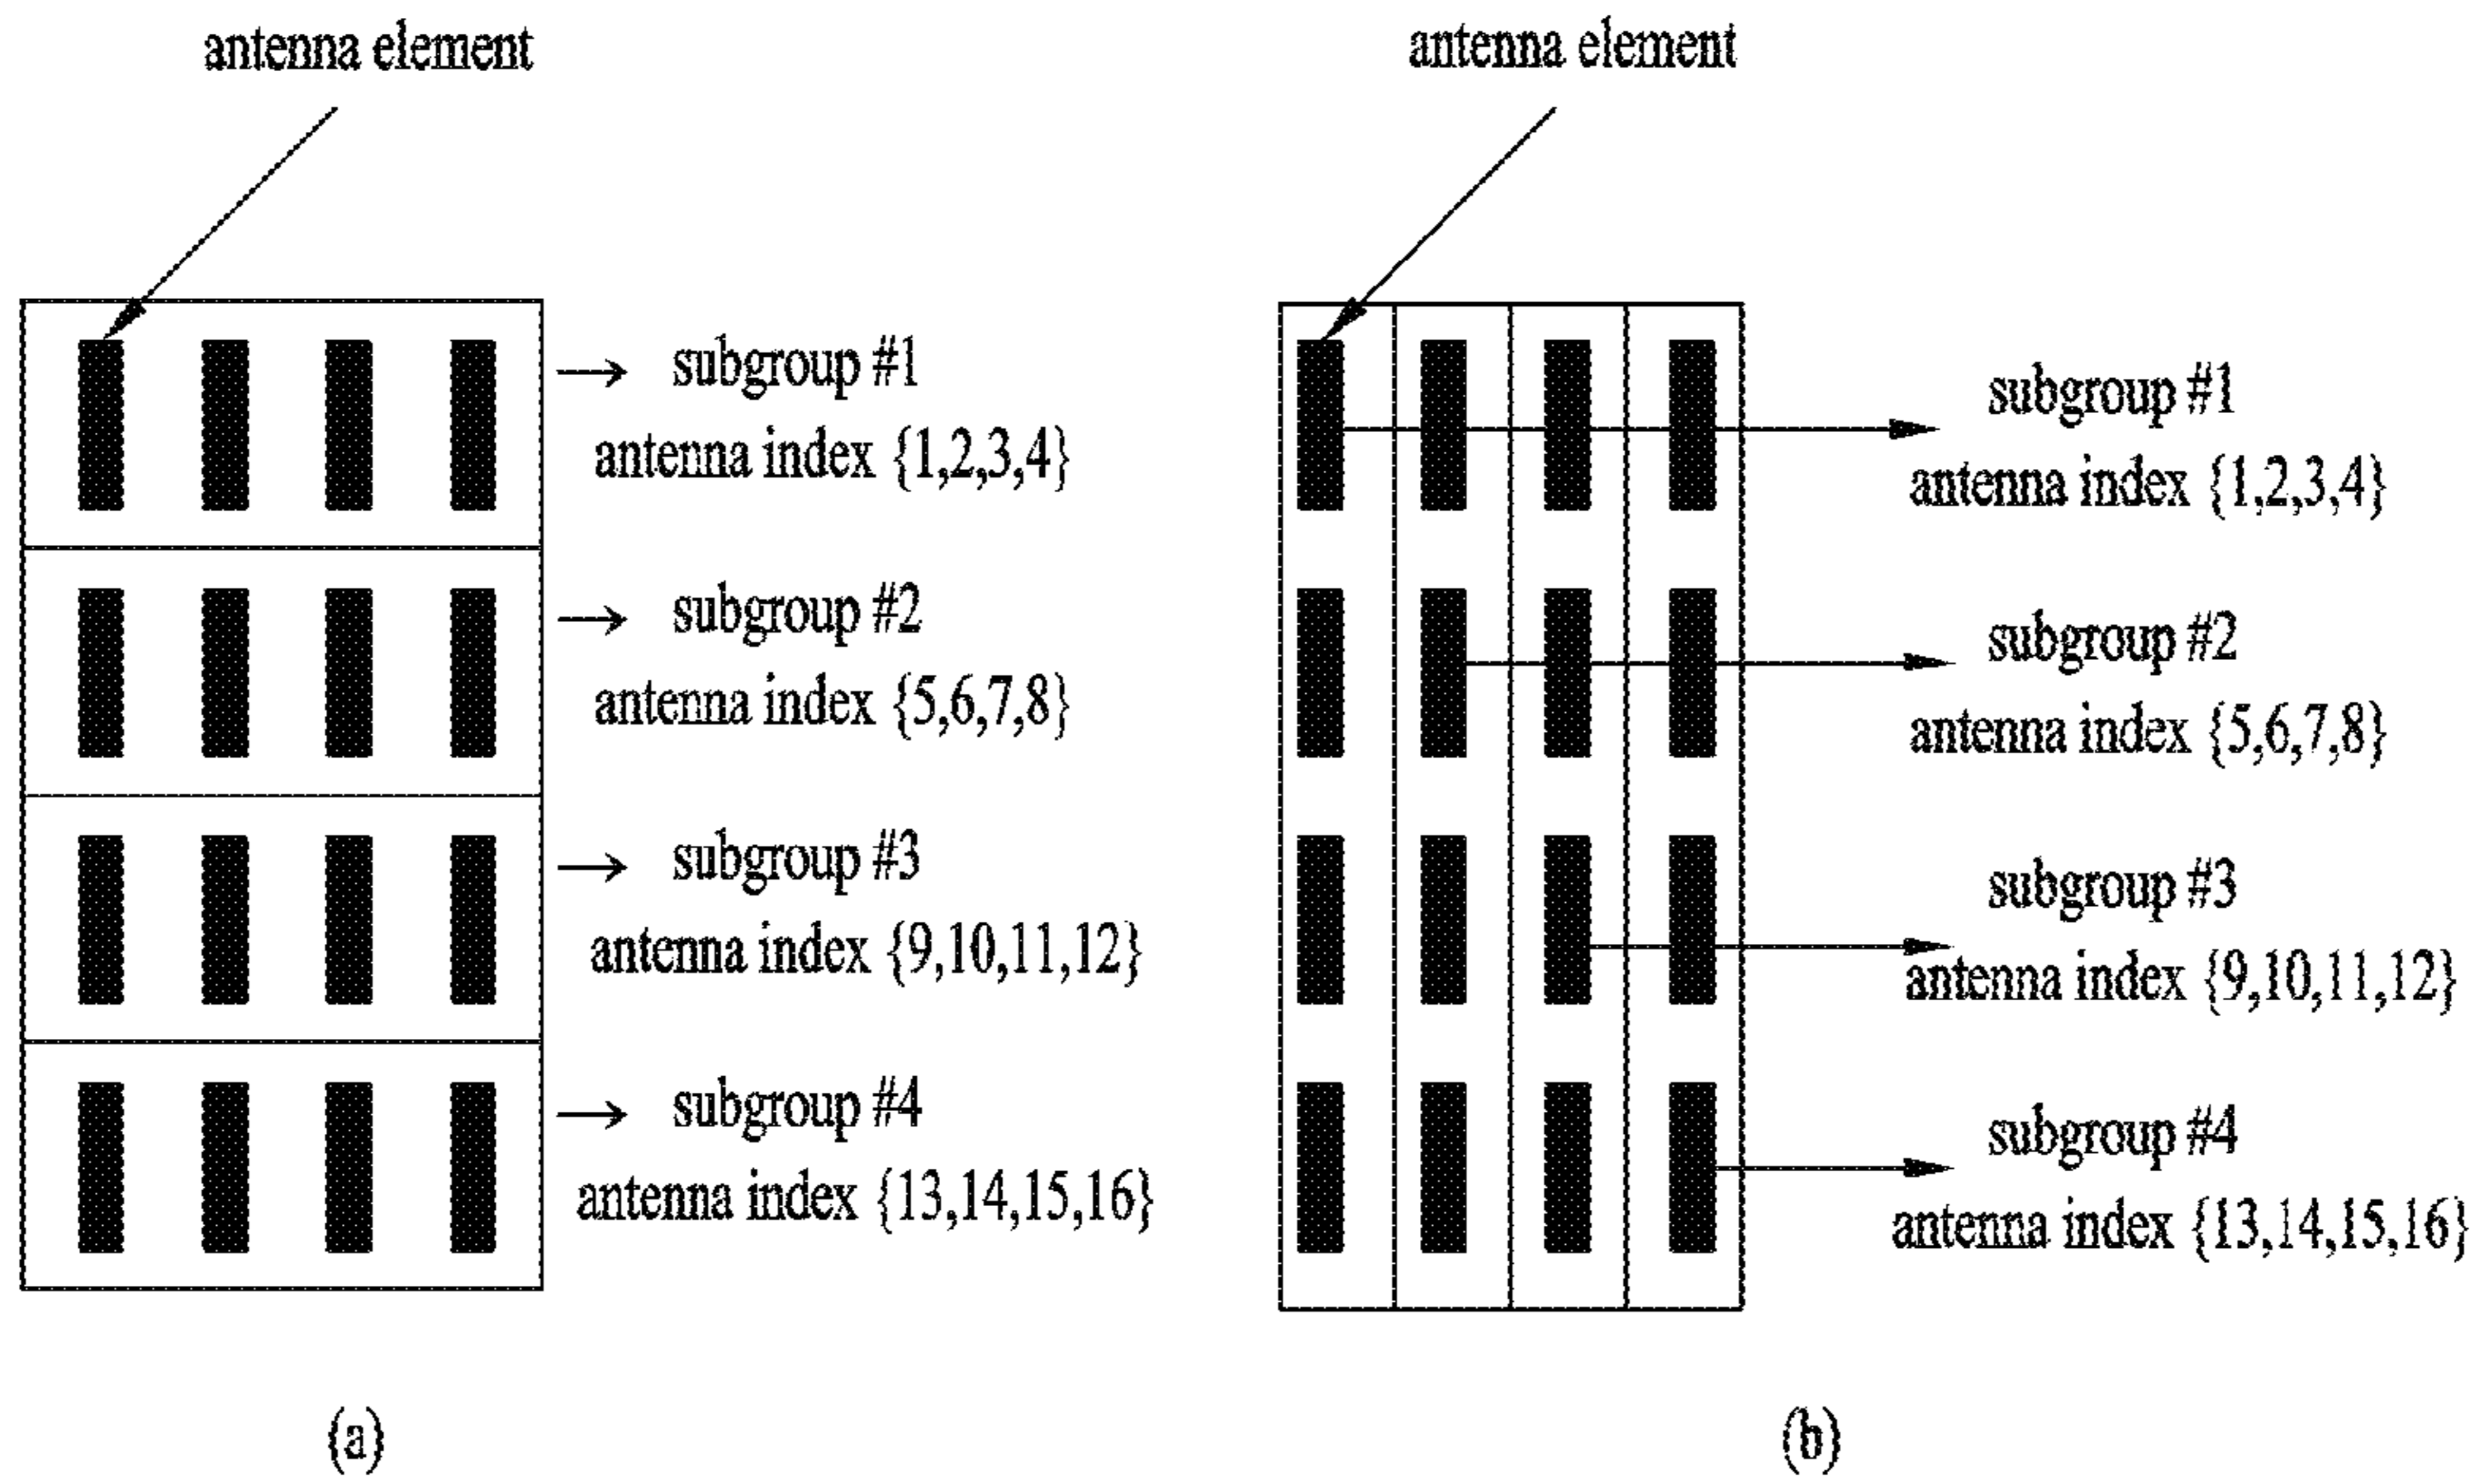 antenna element
subgroup #1
antenna index {1,2,3,4}
subgroup #2
antenna index {5,6,7,8}
subgroup #3
antenna index {9,10,11,12}
subgroup #4
antenna index {13,14,15,16}
(a)
antenna element
subgroup #1
antenna index {1,2,3,4}
subgroup #2
antenna index {5,6,7,8}
subgroup #3
antenna index {9,10,11,12}
subgroup #4
antenna index {13,14,15,16}
(b)